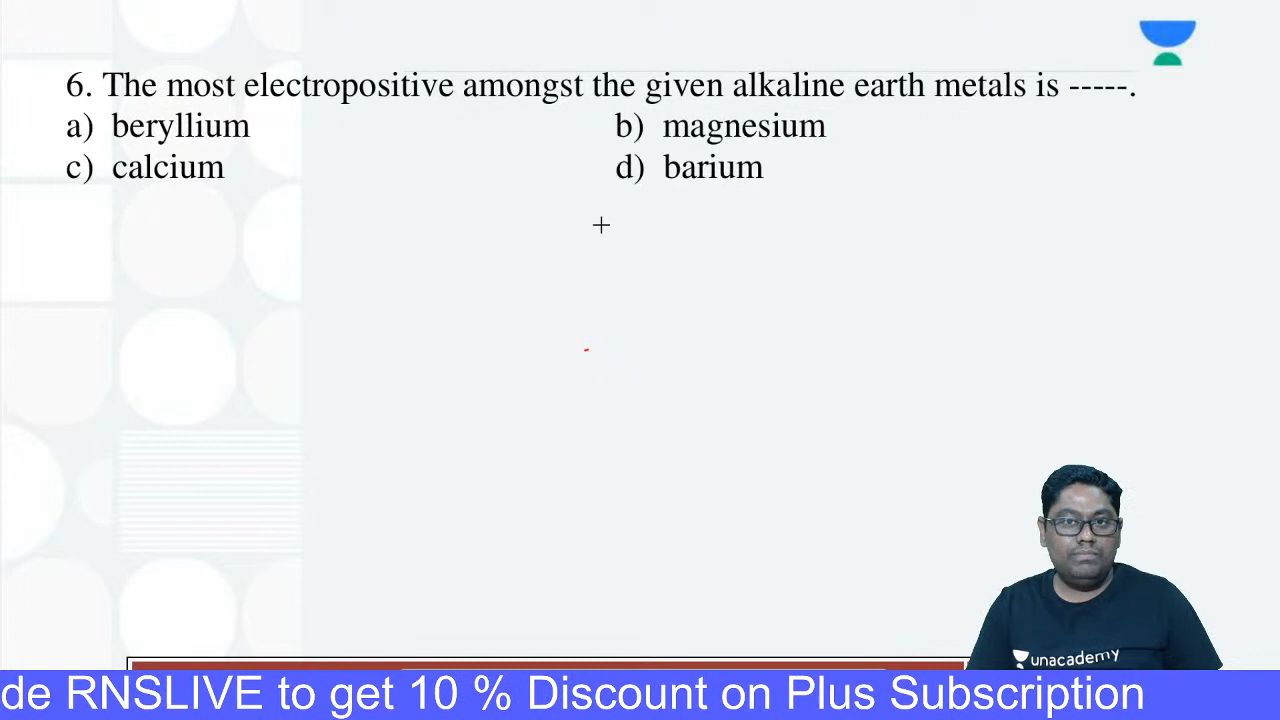 6. The most electropositive amongst the given alkaline earth metals is -----.
a) beryllium b) magnesium
c) calcium d) barium
unacademy
de RNSLIVE to get 10 % Discount on Plus Subscription